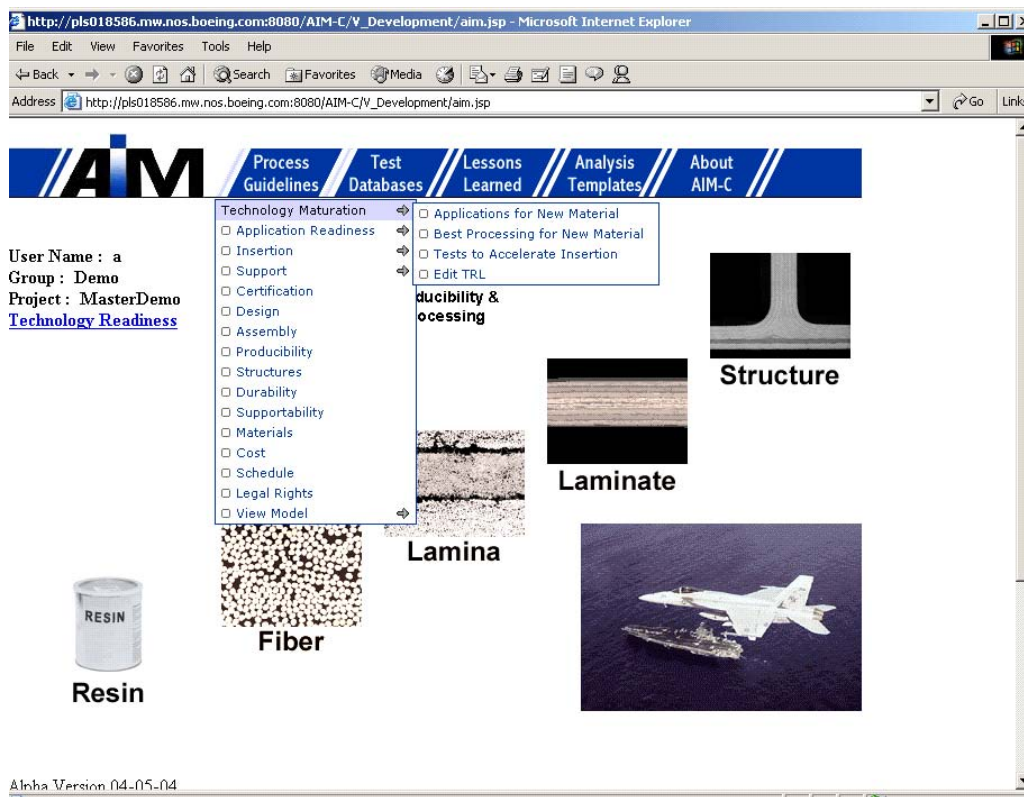 http://pls018586.mw.nos.boeing.com:8080/AIM-C/V_Development/aim.jsp - Microsoft Internet Explorer
File Edit View Favorites Tools Help
Back Search Favorites Media
Address http://pls018586.mw.nos.boeing.com:8080/AIM-C/V_Development/aim.jsp Go Link
AIM
Process Guidelines
Test Databases
Lessons Learned
Analysis Templates
About AIM-C
User Name : a
Group : Demo
Project : MasterDemo
Technology Readiness
Technology Maturation
Application Readiness
Insertion
Support
Certification
Design
Assembly
Producibility
Structures
Durability
Supportability
Materials
Cost
Schedule
Legal Rights
View Model
Applications for New Material
Best Processing for New Material
Tests to Accelerate Insertion
Edit TRL
ducibility &
ocessing
Structure
Laminate
Lamina
Fiber
RESIN
Resin
Alpha Version 04-05-04